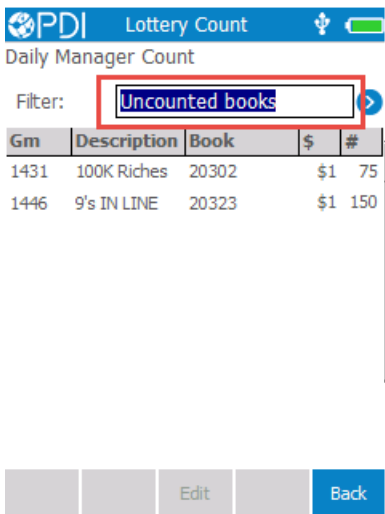 PDI Lottery Count
Daily Manager Count
Filter: Uncounted books
Gm Description Book $ #
1431 100K Riches 20302 $1 75
1446 9's IN LINE 20323 $1 150
Edit Back